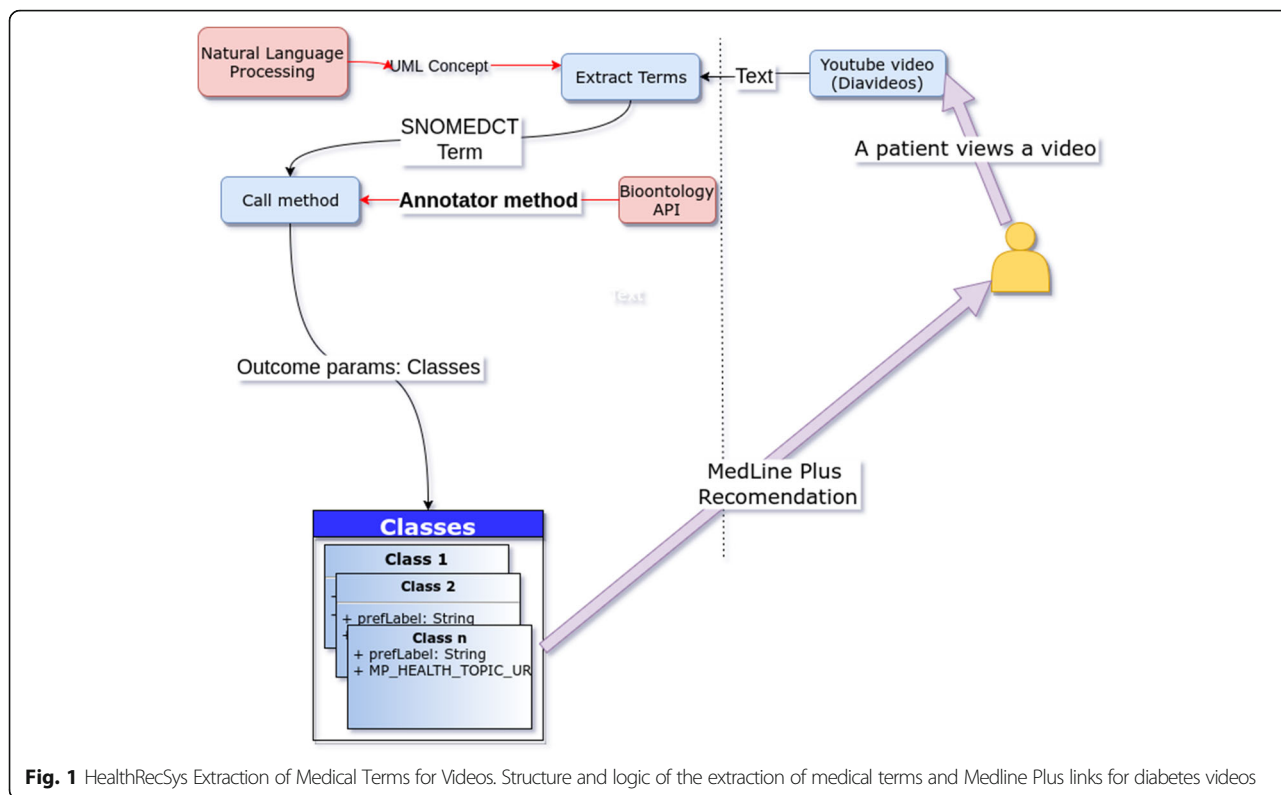 Natural Language
Processing
UML Concept
Extract Terms
Text
Youtube video
(Diavideos)
A patient views a video
SNOMEDCT
Term
Call method
Annotator method
Bioontology
API
Text
Outcome params: Classes
MedLine Plus
Recomendation
Classes
Class 1
+
Class 2
+ prefLabel: String
+
Class n
+ prefLabel: String
+ MP_HEALTH_TOPIC_UR
Fig. 1 HealthRecSys Extraction of Medical Terms for Videos. Structure and logic of the extraction of medical terms and Medline Plus links for diabetes videos